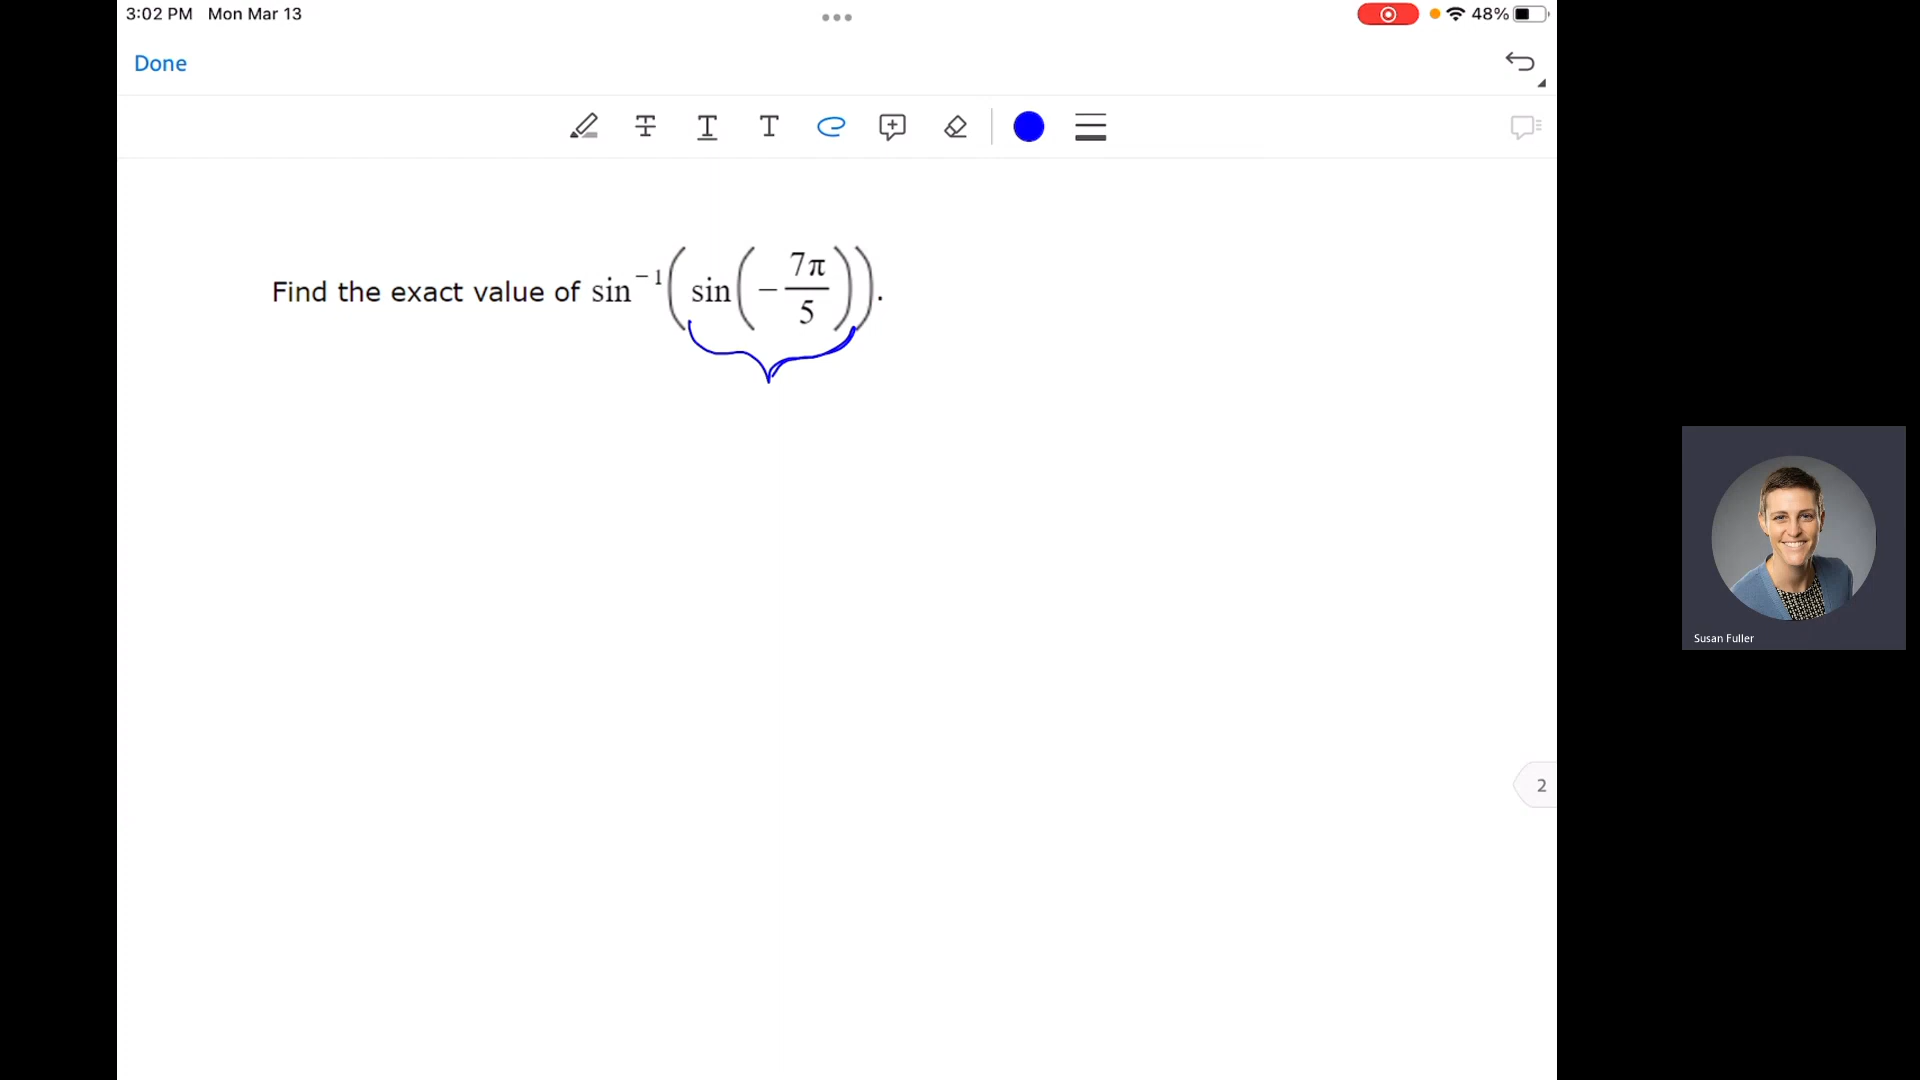 3:02 PM Mon Mar 13
48%
Done
Find the exact value of sin⁻¹(sin(−7π/5)).
2
Susan Fuller